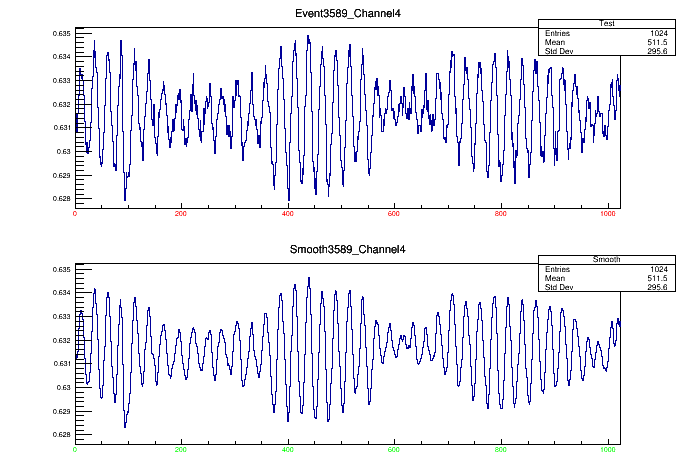 Event3589_Channel4
Test
Entries 1024
Mean 511.5
Std Dev 295.6
0.635
0.634
0.633
0.632
0.631
0.63
0.629
0.628
0 200 400 600 800 1000
Smooth3589_Channel4
Smooth
Entries 1024
Mean 511.5
Std Dev 295.6
0.635
0.634
0.633
0.632
0.631
0.63
0.629
0.628
0 200 400 600 800 1000